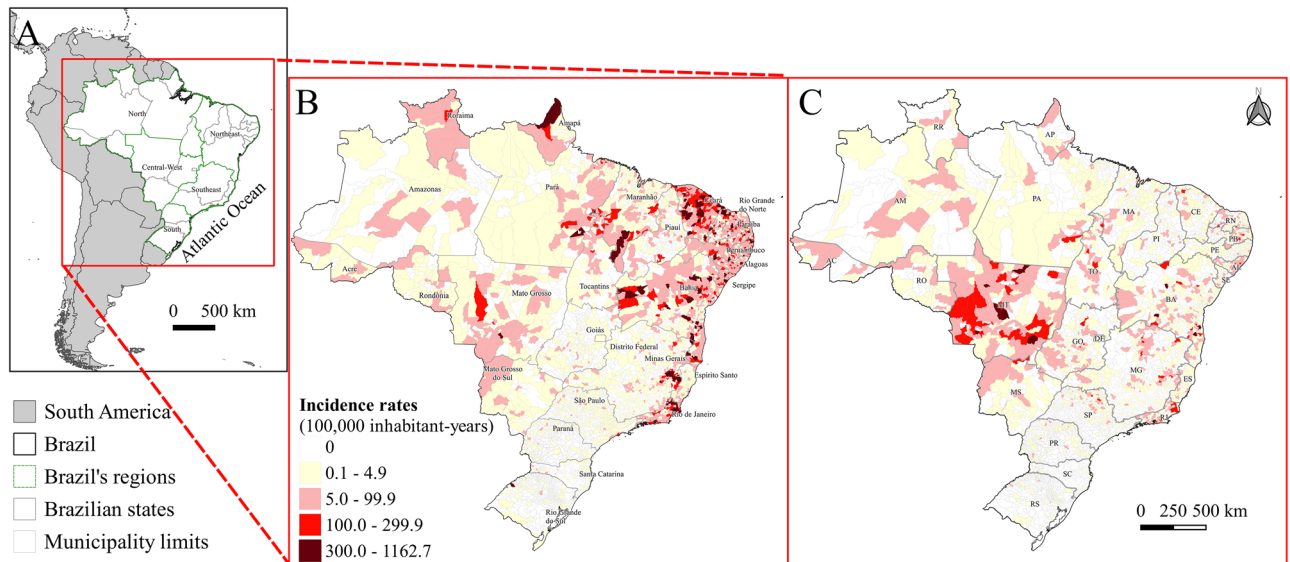 A
North
Northeast
Central-West
Southeast
South
Atlantic Ocean
0 500 km
South America
Brazil
Brazil's regions
Brazilian states
Municipality limits
B
Roraima
Amapá
Amazonas
Pará
Maranhão
Ceará
Rio Grande
do Norte
Paraíba
Piauí
Pernambuco
Alagoas
Sergipe
Acre
Rondônia
Mato Grosso
Tocantins
Bahia
Goiás
Distrito Federal
Minas Gerais
Mato Grosso
do Sul
Espírito Santo
São Paulo
Rio de Janeiro
Paraná
Santa Catarina
Rio Grande
do Sul
Incidence rates
(100,000 inhabitant-years)
0
0.1 - 4.9
5.0 - 99.9
100.0 - 299.9
300.0 - 1162.7
C
N
RR
AP
AM
PA
MA
CE
RN
PB
PI
PE
AL
SE
AC
RO
TO
MT
BA
GO
DF
MG
MS
ES
SP
RJ
PR
SC
RS
0 250 500 km